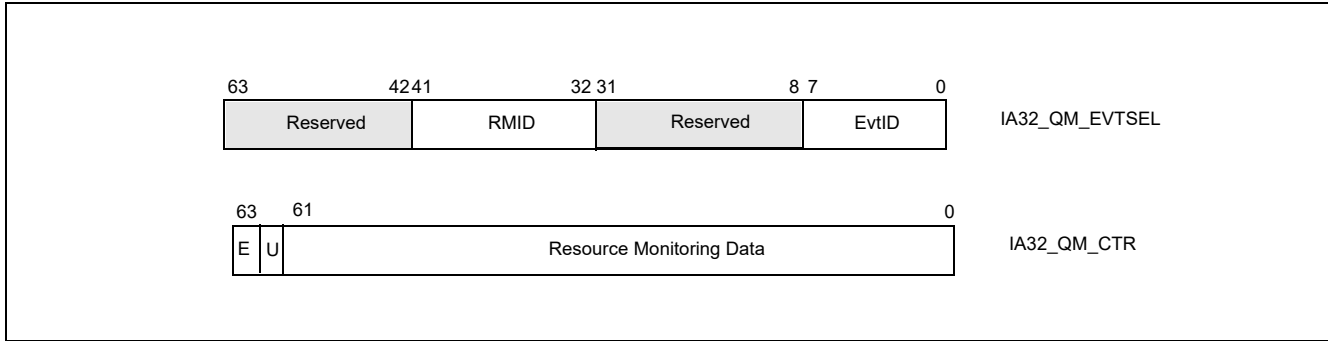 63 4241 32 31 8 7 0
Reserved RMID Reserved EvtID IA32_QM_EVTSEL
63 61 0
E U Resource Monitoring Data IA32_QM_CTR